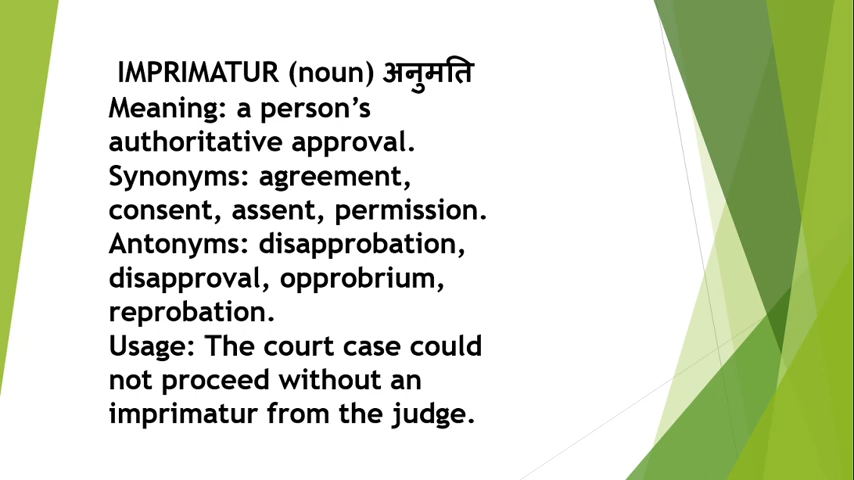 IMPRIMATUR (noun) अनुमति
Meaning: a person’s
authoritative approval.
Synonyms: agreement,
consent, assent, permission.
Antonyms: disapprobation,
disapproval, opprobrium,
reprobation.
Usage: The court case could
not proceed without an
imprimatur from the judge.